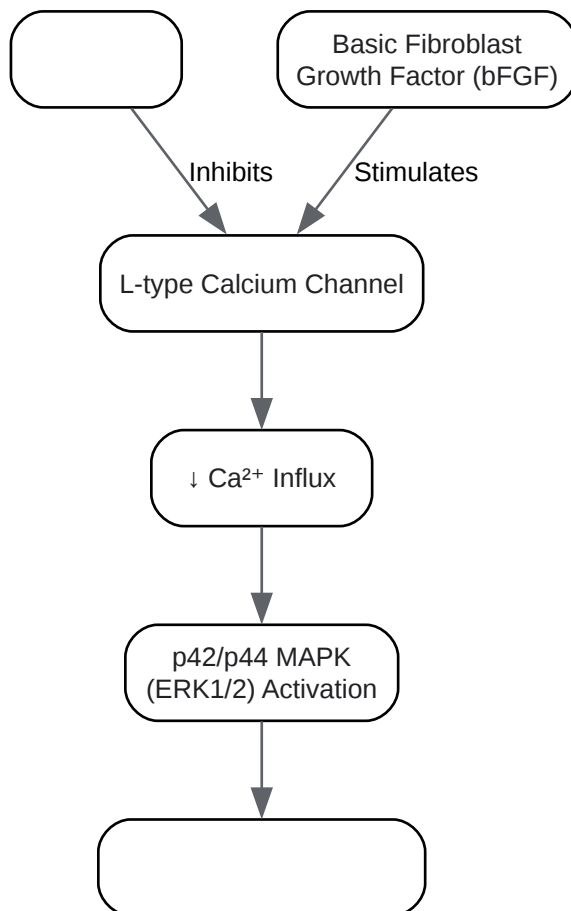 Basic Fibroblast
Growth Factor (bFGF)
Inhibits
Stimulates
L-type Calcium Channel
↓ Ca²⁺ Influx
p42/p44 MAPK
(ERK1/2) Activation